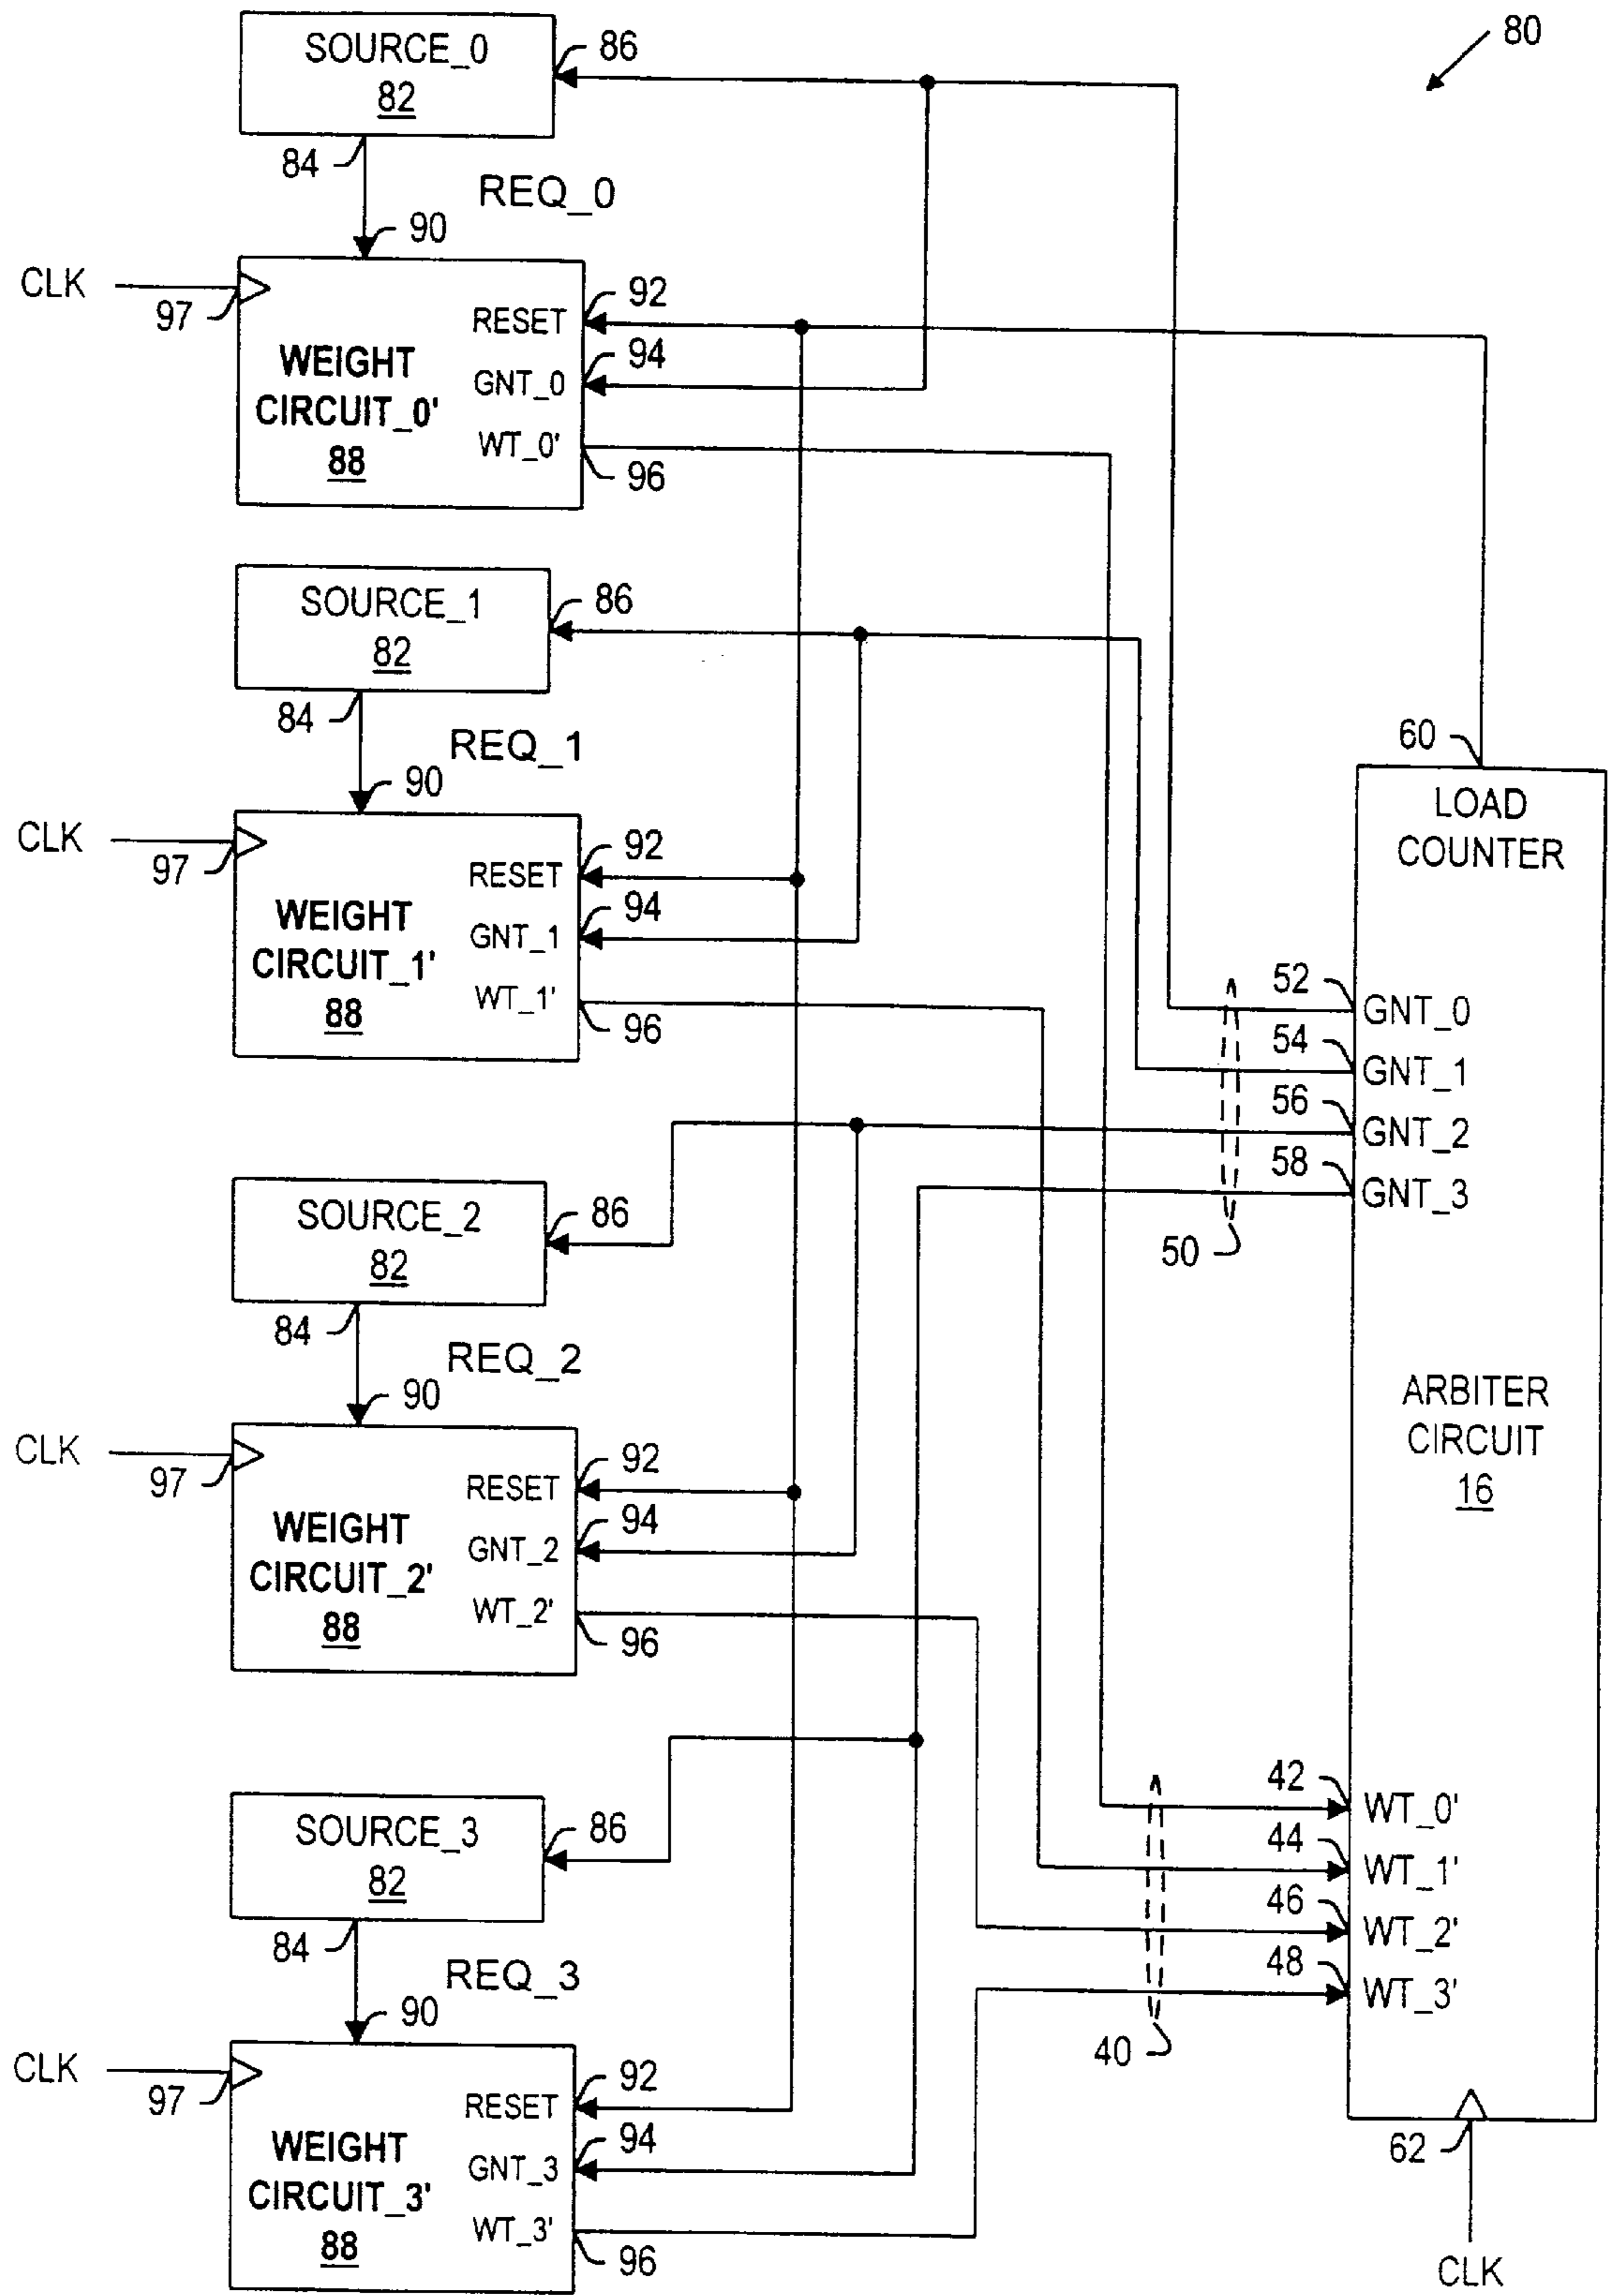 80
SOURCE_0
82
86
84
REQ_0
90
CLK
97
WEIGHT
CIRCUIT_0'
88
RESET
92
GNT_0
94
WT_0'
96
SOURCE_1
82
86
84
REQ_1
90
CLK
97
WEIGHT
CIRCUIT_1'
88
RESET
92
GNT_1
94
WT_1'
96
SOURCE_2
82
86
84
REQ_2
90
CLK
97
WEIGHT
CIRCUIT_2'
88
RESET
92
GNT_2
94
WT_2'
96
SOURCE_3
82
86
84
REQ_3
90
CLK
97
WEIGHT
CIRCUIT_3'
88
RESET
92
GNT_3
94
WT_3'
96
60
LOAD
COUNTER
52
GNT_0
54
GNT_1
56
GNT_2
58
GNT_3
50
ARBITER
CIRCUIT
16
42
WT_0'
44
WT_1'
46
WT_2'
48
WT_3'
40
62
CLK